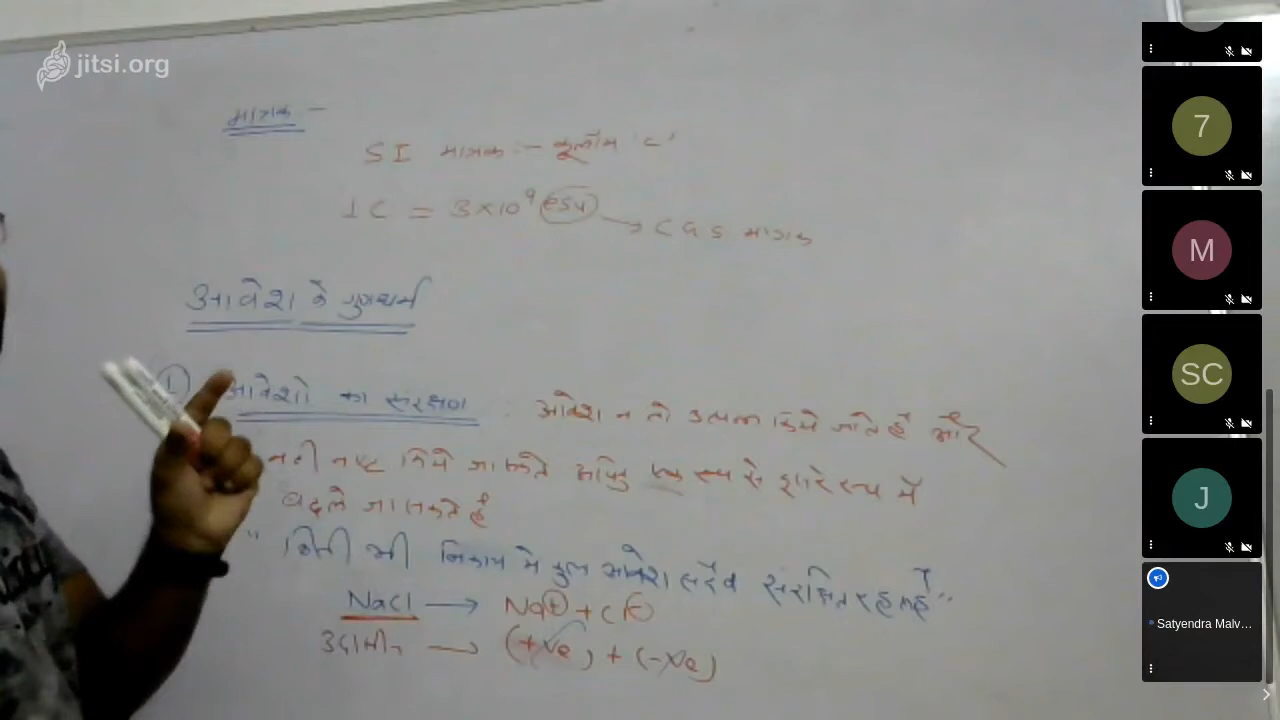 jitsi.org
मात्रक -
SI मात्रक :- कूलॉम 'C'
1C = 3×10⁹ esu → CGS मात्रक
आवेश के गुणधर्म
① आवेशो का संरक्षण : आवेश न तो उत्पन्न किये जाते है और
नही नष्ट किये जा सकते अपितु एक रूप से दुसरे रूप में
बदले जा सकते है
" किसी भी निकाय मे कुल आवेश सदैव संरक्षित रहता है "
NaCl → Na⊕ + Cl⊖
उदासीन → (+ve) + (-ve)
7
M
SC
J
Satyendra Malv...